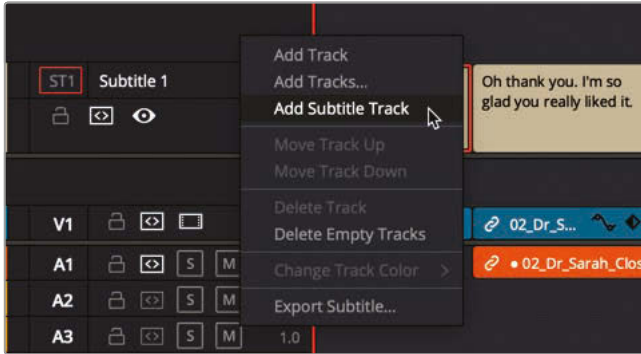 Add Track
ST1 Subtitle 1
Add Tracks...
Add Subtitle Track
Oh thank you. I'm so
glad you really liked it.
Move Track Up
Move Track Down
Delete Track
Delete Empty Tracks
Change Track Color >
Export Subtitle...
V1
02_Dr_S...
A1 S M
• 02_Dr_Sarah_Clos
A2 S M
A3 S M 1.0